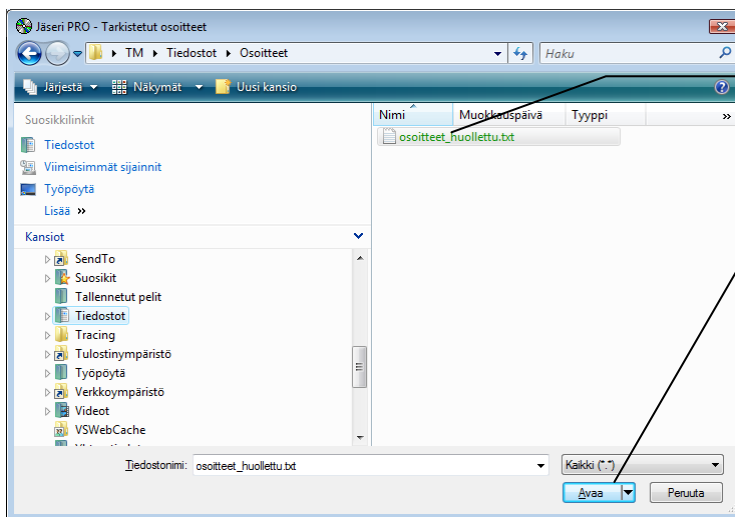 Jäseri PRO - Tarkistetut osoitteet
TM Tiedostot Osoitteet
Haku
Järjestä Näkymät Uusi kansio
Suosikkilinkit
Tiedostot
Viimeisimmät sijainnit
Työpöytä
Lisää »
Kansiot
SendTo
Suosikit
Tallennetut pelit
Tiedostot
Tracing
Tulostinympäristö
Työpöytä
Verkkoympäristö
Videot
VSWebCache
Nimi Muokkauspäivä Tyyppi »
osoitteet_huollettu.txt
Tiedostonimi: osoitteet_huollettu.txt
Kaikki (*.*)
Avaa Peruuta